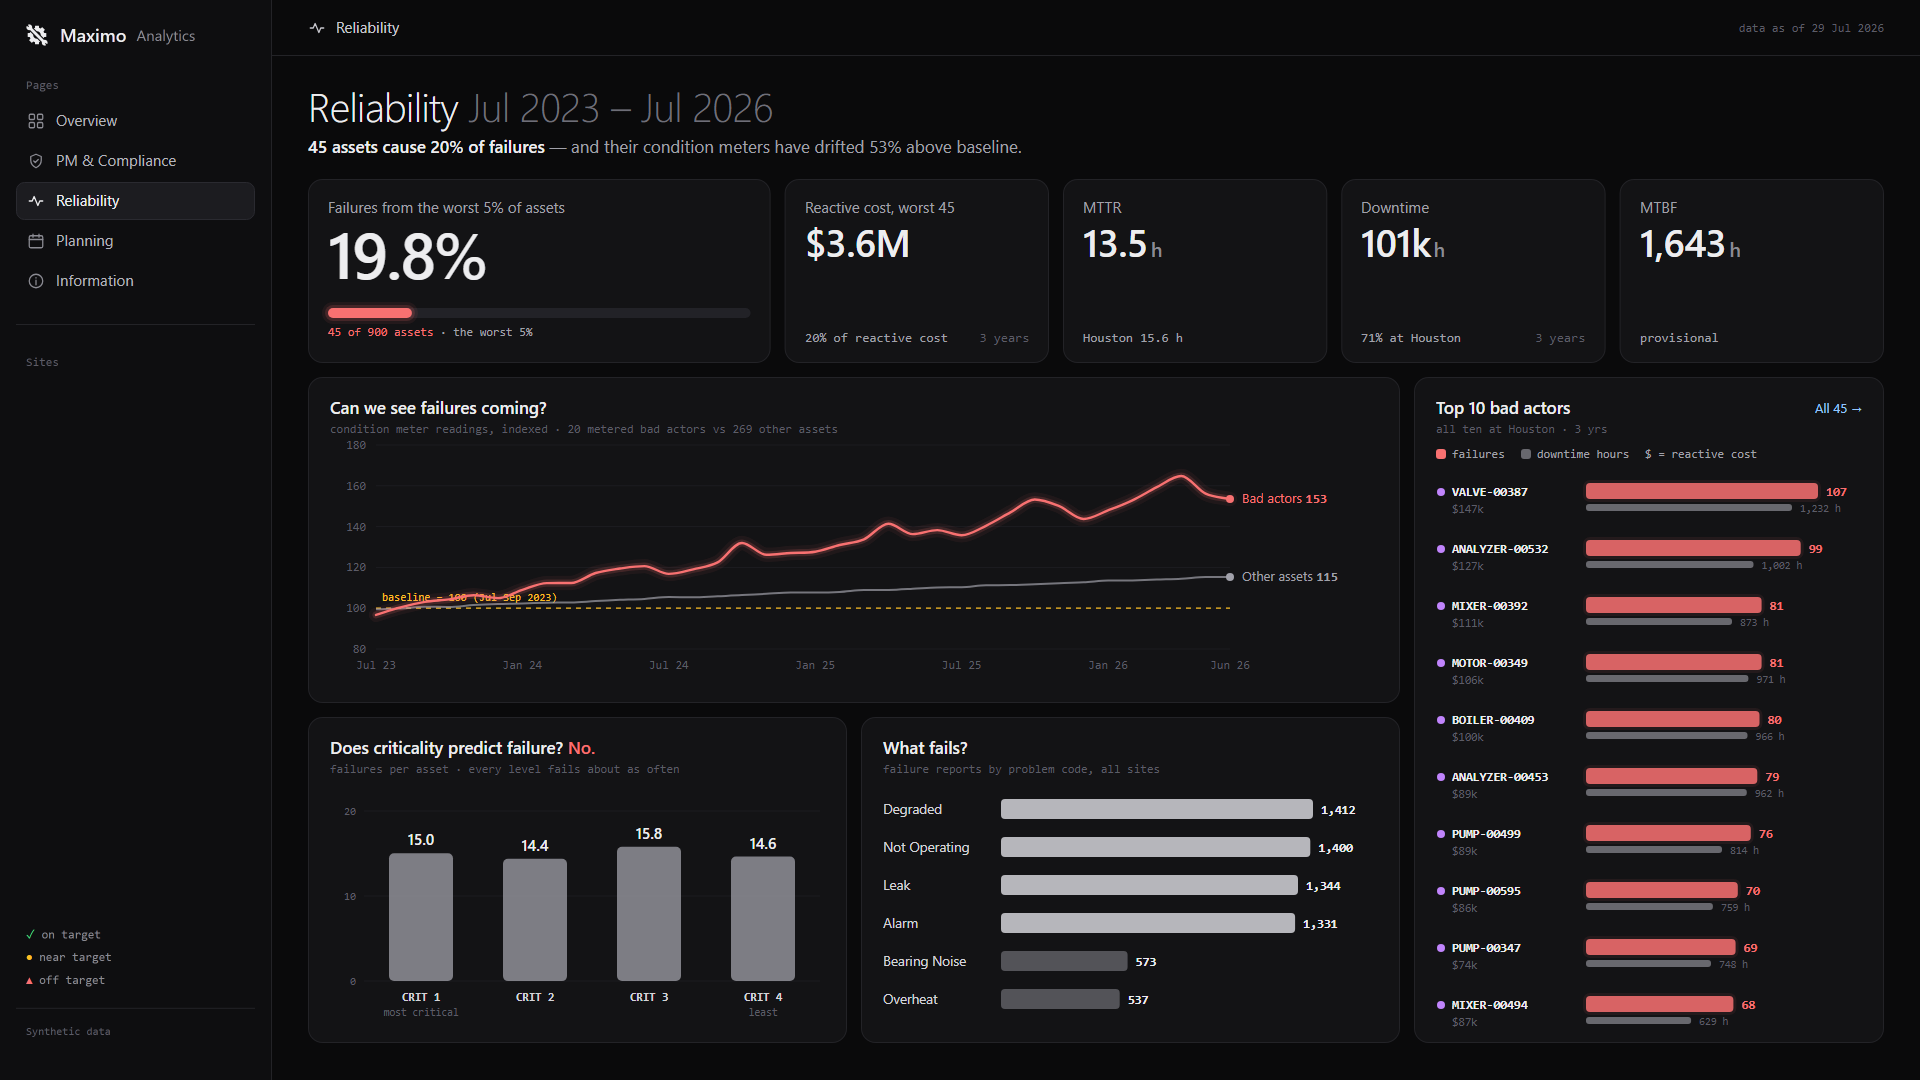 Maximo Analytics
Pages
Overview
PM & Compliance
Reliability
Planning
Information
Sites
✓ on target
● near target
▲ off target
Synthetic data
Reliability
data as of 29 Jul 2026
Reliability Jul 2023 – Jul 2026
45 assets cause 20% of failures — and their condition meters have drifted 53% above baseline.
Failures from the worst 5% of assets
19.8%
45 of 900 assets · the worst 5%
Reactive cost, worst 45
$3.6M
20% of reactive cost 3 years
MTTR
13.5 h
Houston 15.6 h
Downtime
101k h
71% at Houston 3 years
MTBF
1,643 h
provisional
Can we see failures coming?
condition meter readings, indexed · 20 metered bad actors vs 269 other assets
180
160
140
120
100
80
baseline = 100 (Jul-Sep 2023)
Bad actors 153
Other assets 115
Jul 23 Jan 24 Jul 24 Jan 25 Jul 25 Jan 26 Jun 26
Does criticality predict failure? No.
failures per asset · every level fails about as often
20
10
0
15.0 14.4 15.8 14.6
CRIT 1 CRIT 2 CRIT 3 CRIT 4
most critical least
What fails?
failure reports by problem code, all sites
Degraded 1,412
Not Operating 1,400
Leak 1,344
Alarm 1,331
Bearing Noise 573
Overheat 537
Top 10 bad actors All 45 →
all ten at Houston · 3 yrs
failures downtime hours $ = reactive cost
VALVE-00387 107
$147k 1,232 h
ANALYZER-00532 99
$127k 1,002 h
MIXER-00392 81
$111k 873 h
MOTOR-00349 81
$106k 971 h
BOILER-00409 80
$100k 966 h
ANALYZER-00453 79
$89k 962 h
PUMP-00499 76
$89k 814 h
PUMP-00595 70
$86k 759 h
PUMP-00347 69
$74k 748 h
MIXER-00494 68
$87k 629 h